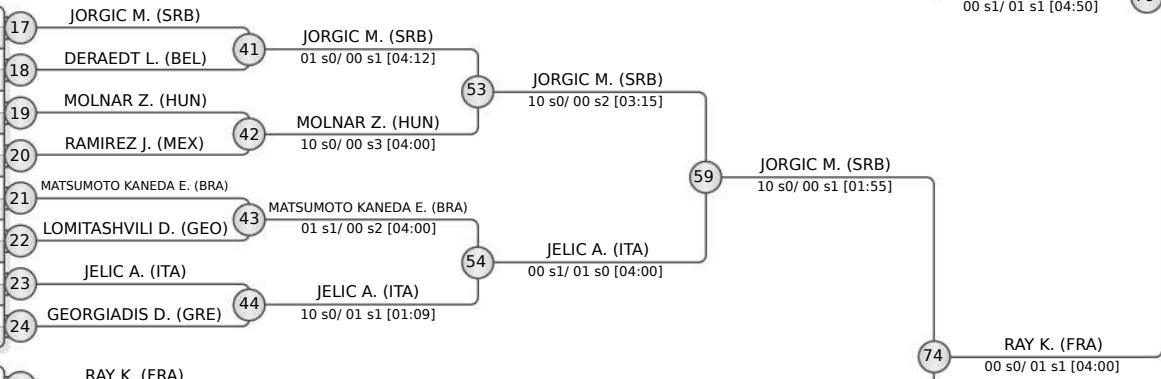 00 s1/ 01 s1 [04:50]
17
JORGIC M. (SRB)
18
DERAEDT L. (BEL)
41
JORGIC M. (SRB)
01 s0/ 00 s1 [04:12]
19
MOLNAR Z. (HUN)
20
RAMIREZ J. (MEX)
42
MOLNAR Z. (HUN)
10 s0/ 00 s3 [04:00]
53
JORGIC M. (SRB)
10 s0/ 00 s2 [03:15]
21
MATSUMOTO KANEDA E. (BRA)
22
LOMITASHVILI D. (GEO)
43
MATSUMOTO KANEDA E. (BRA)
01 s1/ 00 s2 [04:00]
23
JELIC A. (ITA)
24
GEORGIADIS D. (GRE)
44
JELIC A. (ITA)
10 s0/ 01 s1 [01:09]
54
JELIC A. (ITA)
00 s1/ 01 s0 [04:00]
59
JORGIC M. (SRB)
10 s0/ 00 s1 [01:55]
74
RAY K. (FRA)
00 s0/ 01 s1 [04:00]
RAY K. (FRA)